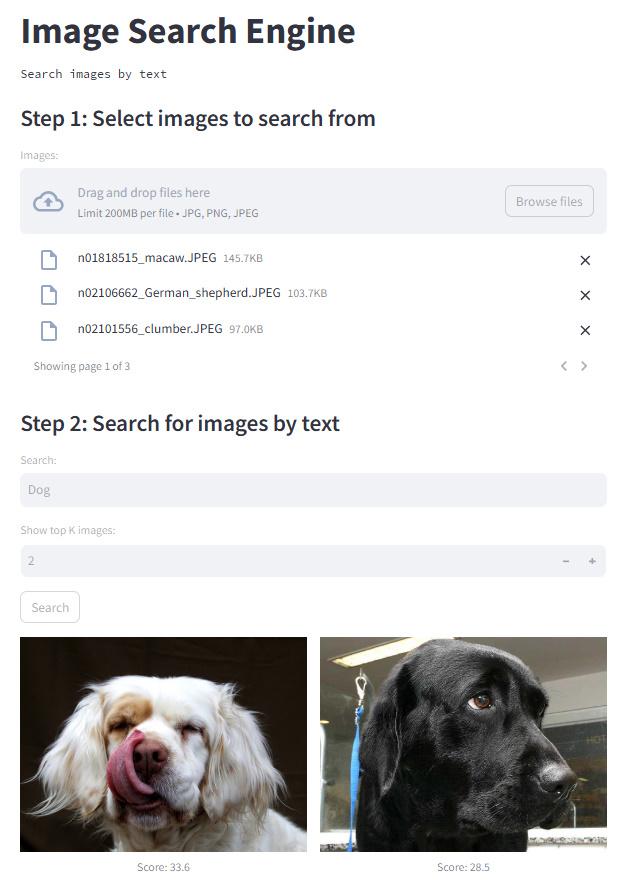 Image Search Engine
Search images by text
Step 1: Select images to search from
Images:
Drag and drop files here
Limit 200MB per file • JPG, PNG, JPEG
Browse files
n01818515_macaw.JPEG 145.7KB
n02106662_German_shepherd.JPEG 103.7KB
n02101556_clumber.JPEG 97.0KB
Showing page 1 of 3
Step 2: Search for images by text
Search:
Dog
Show top K images:
2
Search
HOT
Score: 33.6
Score: 28.5